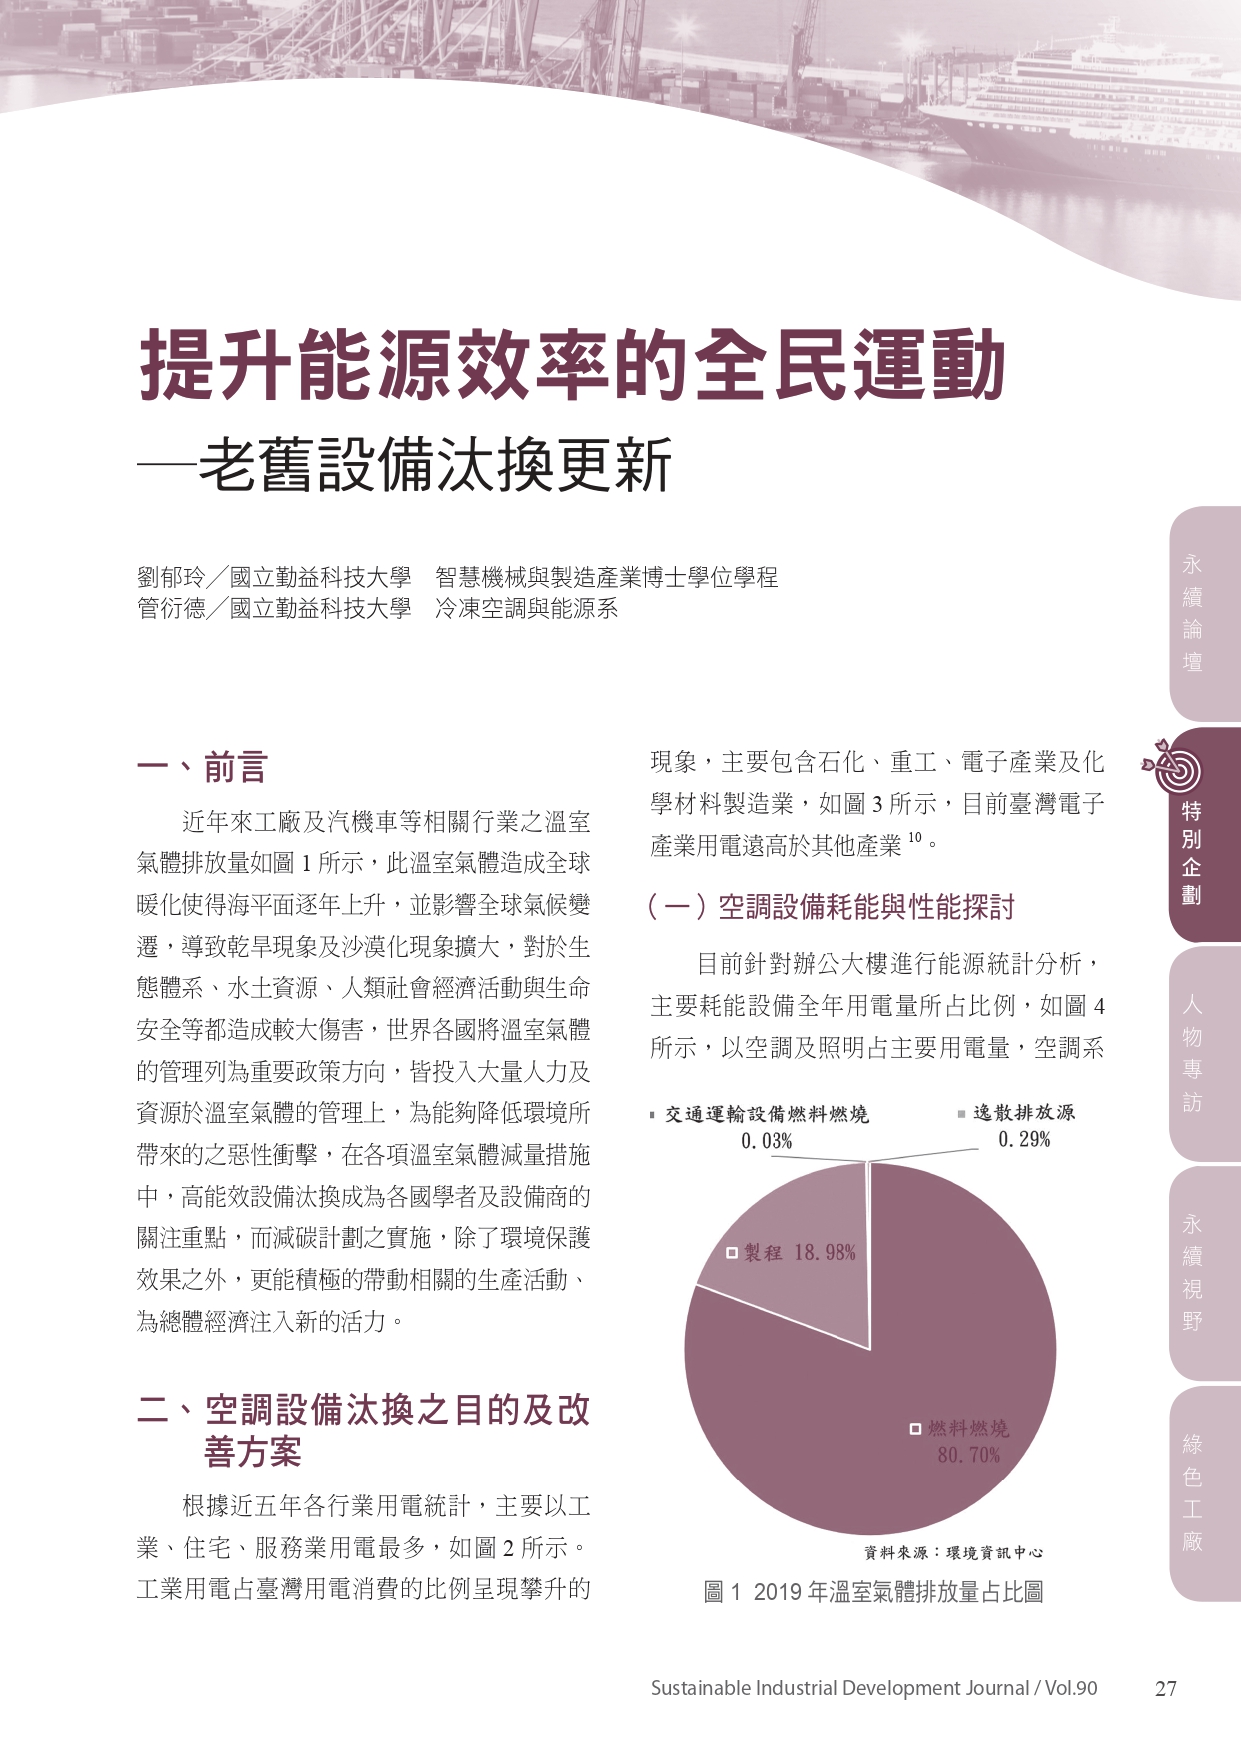 提升能源效率的全民運動
—老舊設備汰換更新
劉郁玲／國立勤益科技大學　智慧機械與製造產業博士學位學程
管衍德／國立勤益科技大學　冷凍空調與能源系
一、前言
近年來工廠及汽機車等相關行業之溫室
氣體排放量如圖 1 所示，此溫室氣體造成全球
暖化使得海平面逐年上升，並影響全球氣候變
遷，導致乾旱現象及沙漠化現象擴大，對於生
態體系、水土資源、人類社會經濟活動與生命
安全等都造成較大傷害，世界各國將溫室氣體
的管理列為重要政策方向，皆投入大量人力及
資源於溫室氣體的管理上，為能夠降低環境所
帶來的之惡性衝擊，在各項溫室氣體減量措施
中，高能效設備汰換成為各國學者及設備商的
關注重點，而減碳計劃之實施，除了環境保護
效果之外，更能積極的帶動相關的生產活動、
為總體經濟注入新的活力。
二、空調設備汰換之目的及改
善方案
根據近五年各行業用電統計，主要以工
業、住宅、服務業用電最多，如圖 2 所示。
工業用電占臺灣用電消費的比例呈現攀升的
現象，主要包含石化、重工、電子產業及化
學材料製造業，如圖 3 所示，目前臺灣電子
產業用電遠高於其他產業 10。
（一）空調設備耗能與性能探討
目前針對辦公大樓進行能源統計分析，
主要耗能設備全年用電量所占比例，如圖 4
所示，以空調及照明占主要用電量，空調系
交通運輸設備燃料燃燒
0.03%
逸散排放源
0.29%
製程 18.98%
燃料燃燒
80.70%
資料來源：環境資訊中心
圖 1 2019 年溫室氣體排放量占比圖
永續論壇
特別企劃
人物專訪
永續視野
綠色工廠
Sustainable Industrial Development Journal / Vol.90 27